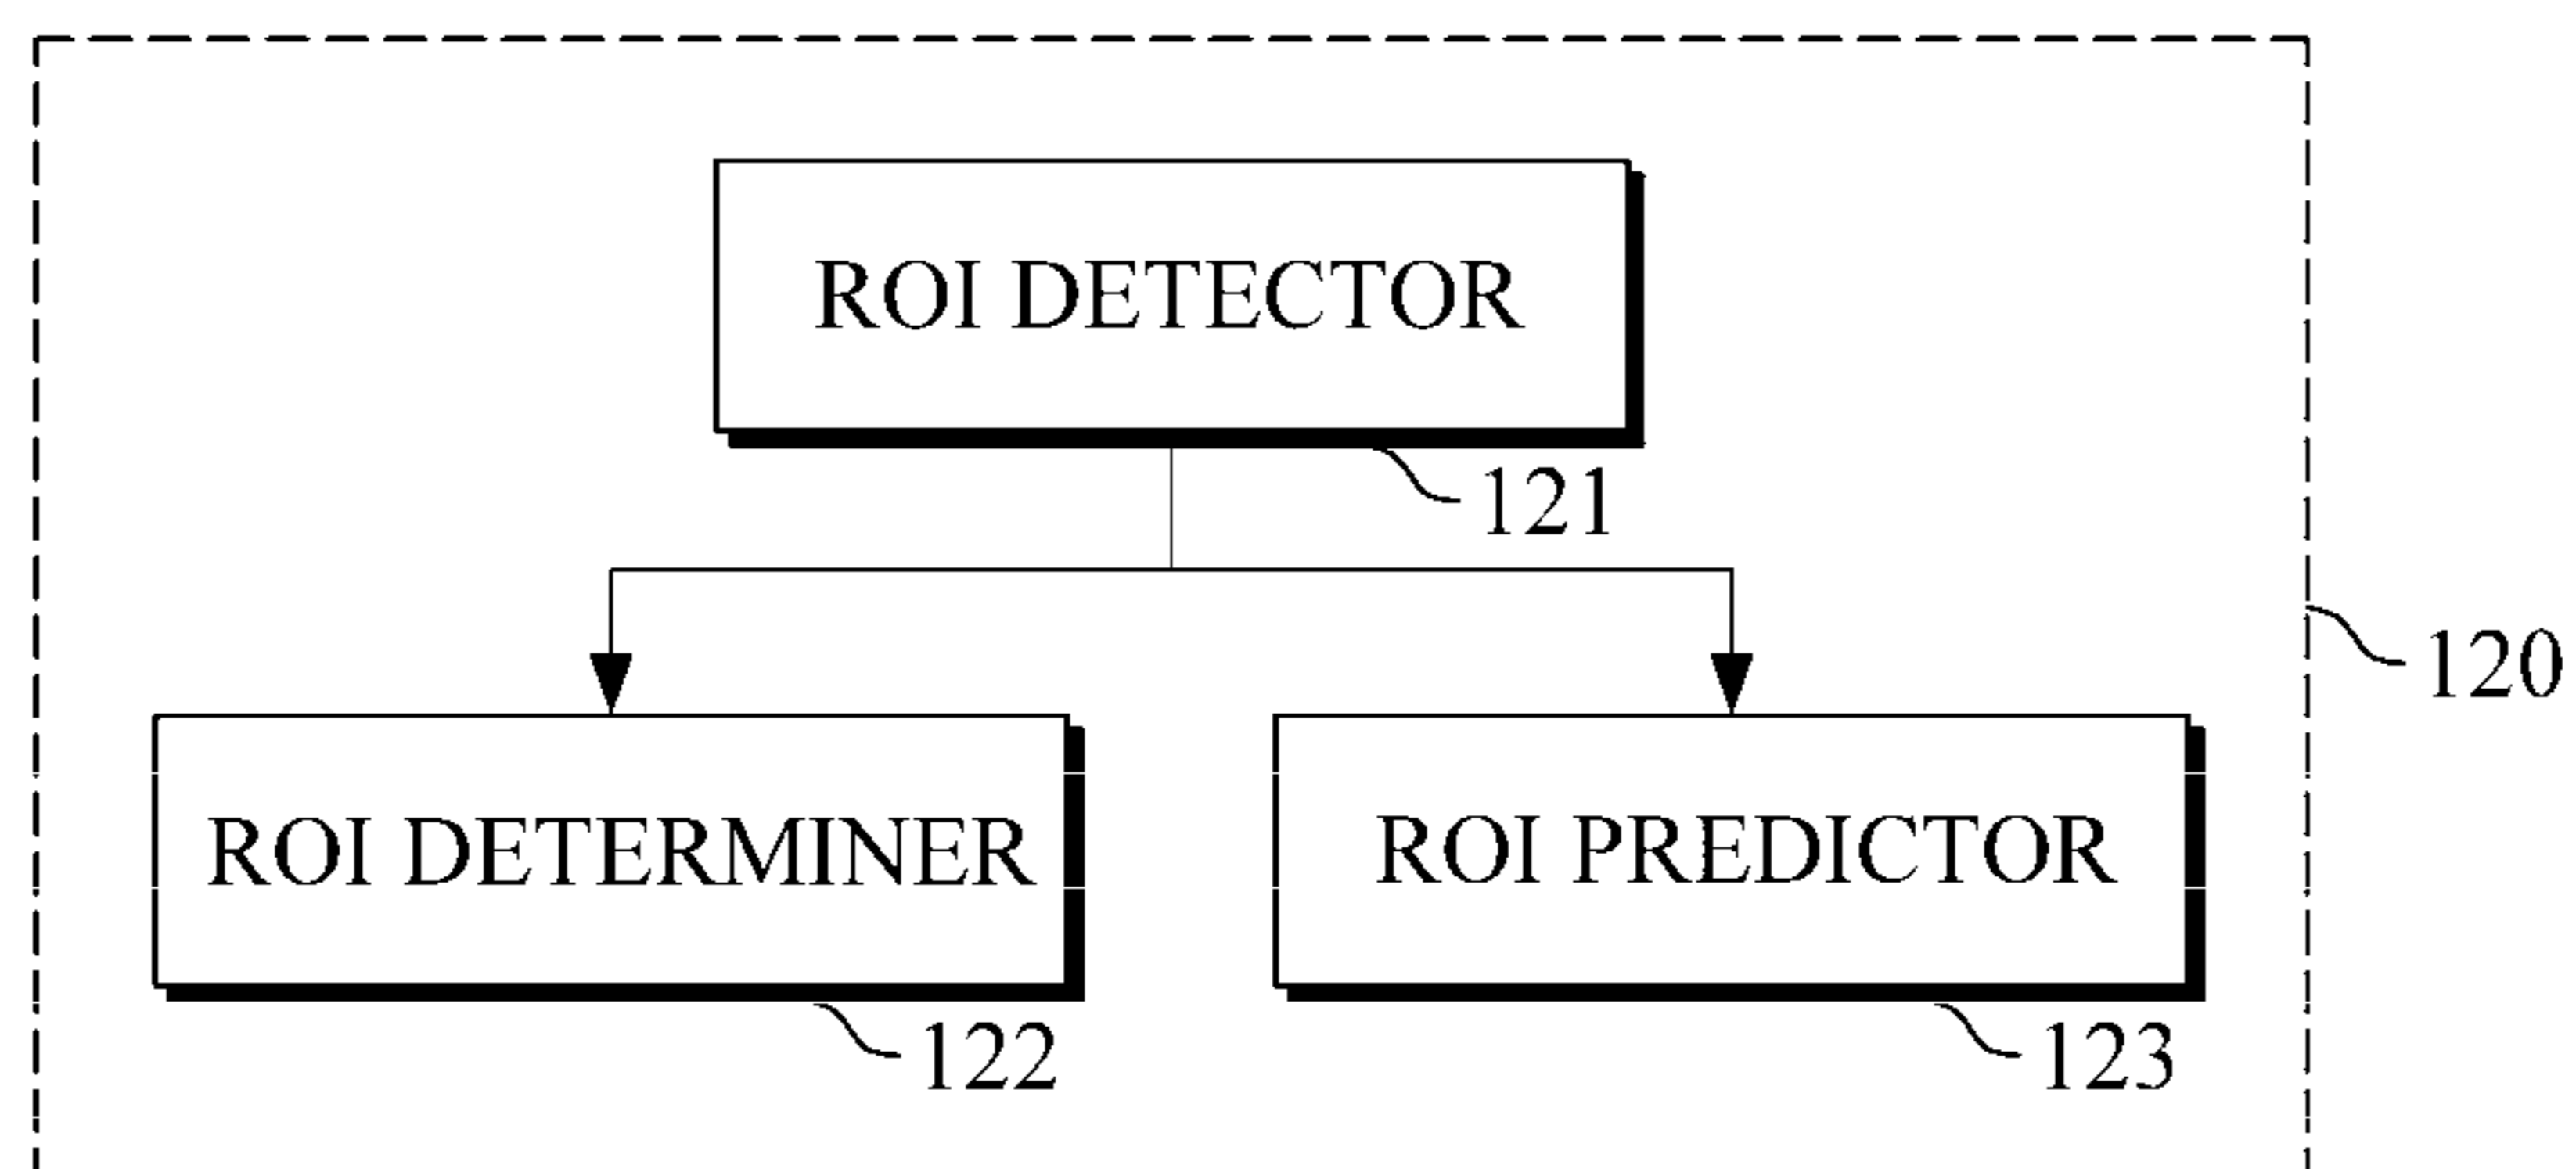 ROI DETECTOR
121
120
ROI DETERMINER
ROI PREDICTOR
122
123